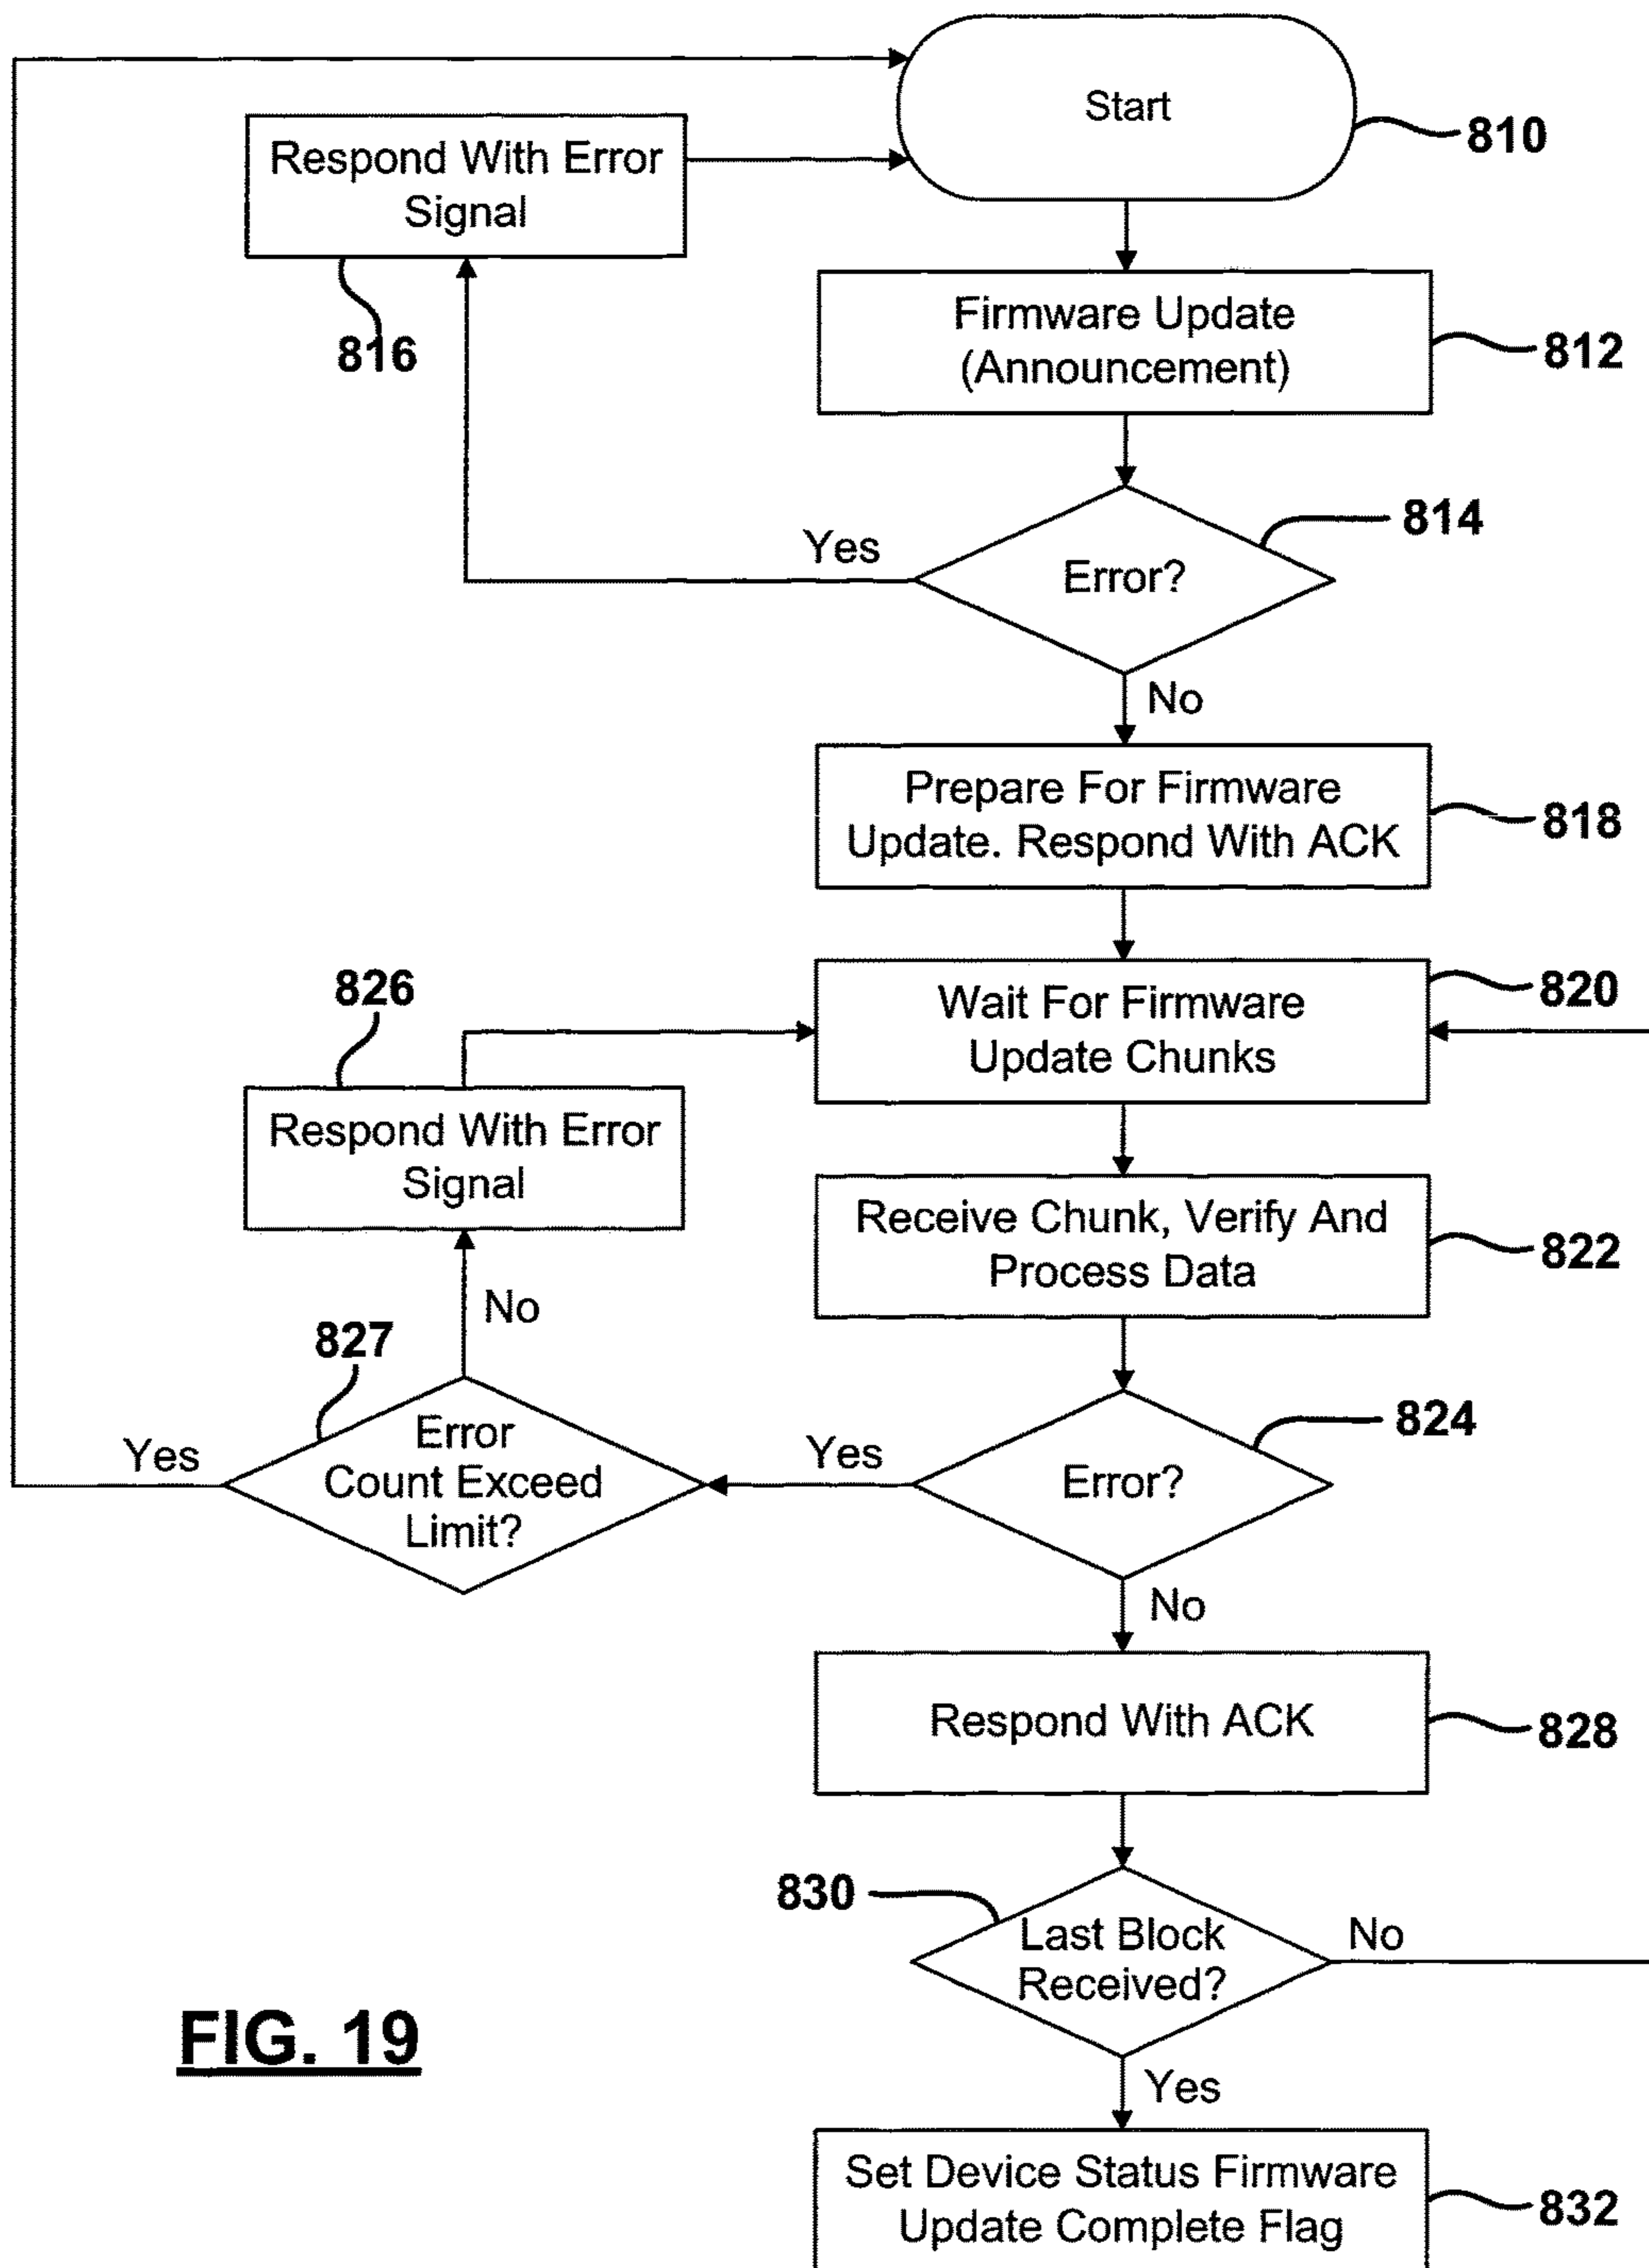 Start
810
Respond With Error
Signal
816
Firmware Update
(Announcement)
812
814
Yes
Error?
No
Prepare For Firmware
Update. Respond With ACK
818
826
Wait For Firmware
Update Chunks
820
Respond With Error
Signal
Receive Chunk, Verify And
Process Data
822
No
827
824
Yes
Error
Count Exceed
Limit?
Yes
Error?
No
Respond With ACK
828
830
Last Block
Received?
No
FIG. 19
Yes
Set Device Status Firmware
Update Complete Flag
832